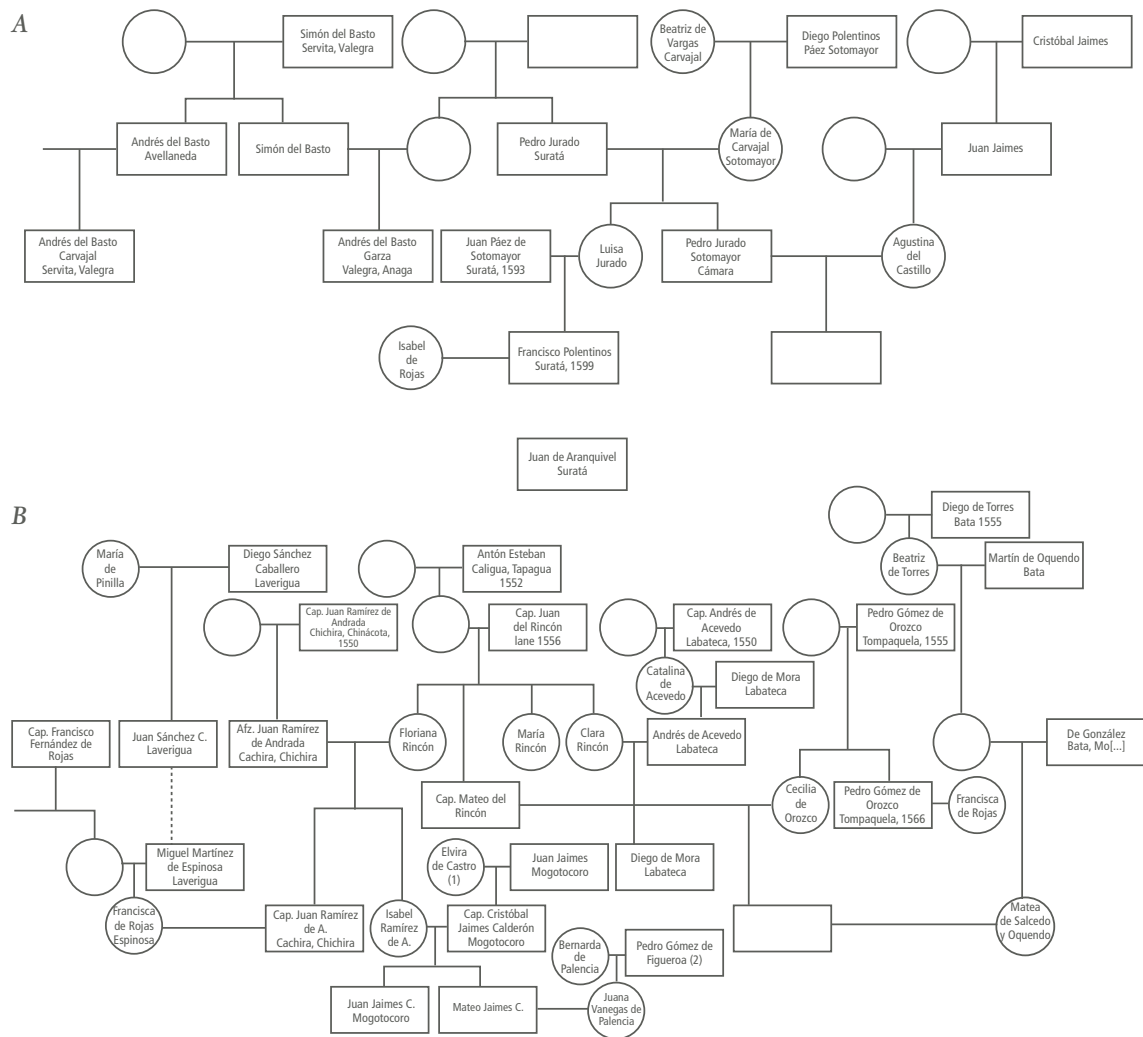 A
Simón del Basto
Servita, Valegra
Beatriz de
Vargas
Carvajal
Diego Polentinos
Páez Sotomayor
Cristóbal Jaimes
Andrés del Basto
Avellaneda
Simón del Basto
Pedro Jurado
Suratá
María de
Carvajal
Sotomayor
Juan Jaimes
Andrés del Basto
Carvajal
Servita, Valegra
Andrés del Basto
Garza
Valegra, Anaga
Juan Páez de
Sotomayor
Suratá, 1593
Luisa
Jurado
Pedro Jurado
Sotomayor
Cámara
Agustina
del
Castillo
Isabel
de
Rojas
Francisco Polentinos
Suratá, 1599
Juan de Aranquivel
Suratá
B
Diego de Torres
Bata 1555
María
de
Pinilla
Diego Sánchez
Caballero
Laverigua
Antón Esteban
Caligua, Tapagua
1552
Beatriz
de Torres
Martín de Oquendo
Bata
Cap. Juan Ramírez de
Andrada
Chichira, Chinácota,
1550
Cap. Juan
del Rincón
Iane 1556
Cap. Andrés de
Acevedo
Labateca, 1550
Pedro Gómez de
Orozco
Tompaquela, 1555
Catalina
de
Acevedo
Diego de Mora
Labateca
Cap. Francisco
Fernández de
Rojas
Juan Sánchez C.
Laverigua
Afz. Juan Ramírez
de Andrada
Cachira, Chichira
Floriana
Rincón
María
Rincón
Clara
Rincón
Andrés de Acevedo
Labateca
De González
Bata, Mo[...]
Cap. Mateo del
Rincón
Cecilia
de
Orozco
Pedro Gómez de
Orozco
Tompaquela, 1566
Francisca
de Rojas
Miguel Martínez
de Espinosa
Laverigua
Elvira
de Castro
(1)
Juan Jaimes
Mogotocoro
Diego de Mora
Labateca
Francisca
de Rojas
Espinosa
Cap. Juan Ramírez
de A.
Cachira, Chichira
Isabel
Ramírez
de A.
Cap. Cristóbal
Jaimes Calderón
Mogotocoro
Matea
de Salcedo
y Oquendo
Bernarda
de
Palencia
Pedro Gómez de
Figueroa (2)
Juan Jaimes C.
Mogotocoro
Mateo Jaimes C.
Juana
Vanegas de
Palencia